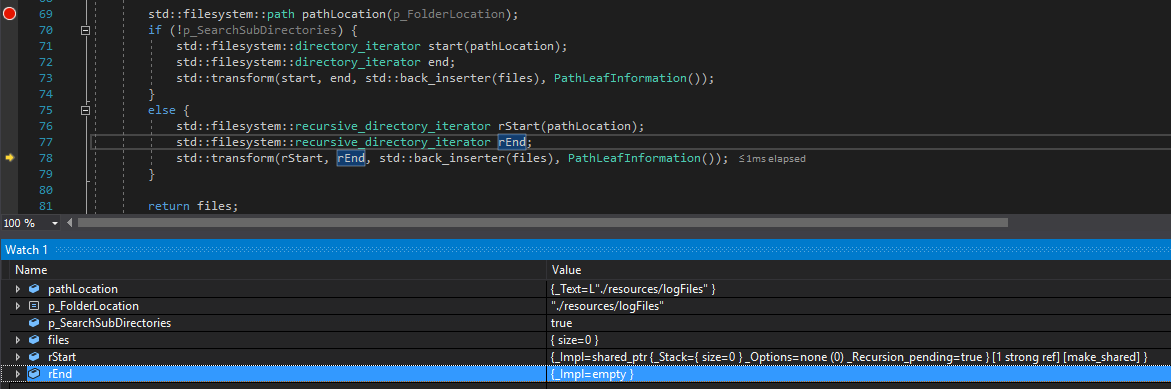 69 std::filesystem::path pathLocation(p_FolderLocation);
70 if (!p_SearchSubDirectories) {
71 std::filesystem::directory_iterator start(pathLocation);
72 std::filesystem::directory_iterator end;
73 std::transform(start, end, std::back_inserter(files), PathLeafInformation());
74 }
75 else {
76 std::filesystem::recursive_directory_iterator rStart(pathLocation);
77 std::filesystem::recursive_directory_iterator rEnd;
78 std::transform(rStart, rEnd, std::back_inserter(files), PathLeafInformation()); ≤1ms elapsed
79 }
80
81 return files;
100 %
Watch 1
Name Value
pathLocation {_Text=L"./resources/logFiles" }
p_FolderLocation "./resources/logFiles"
p_SearchSubDirectories true
files { size=0 }
rStart {_Impl=shared_ptr {_Stack={ size=0 } _Options=none (0) _Recursion_pending=true } [1 strong ref] [make_shared] }
rEnd {_Impl=empty }